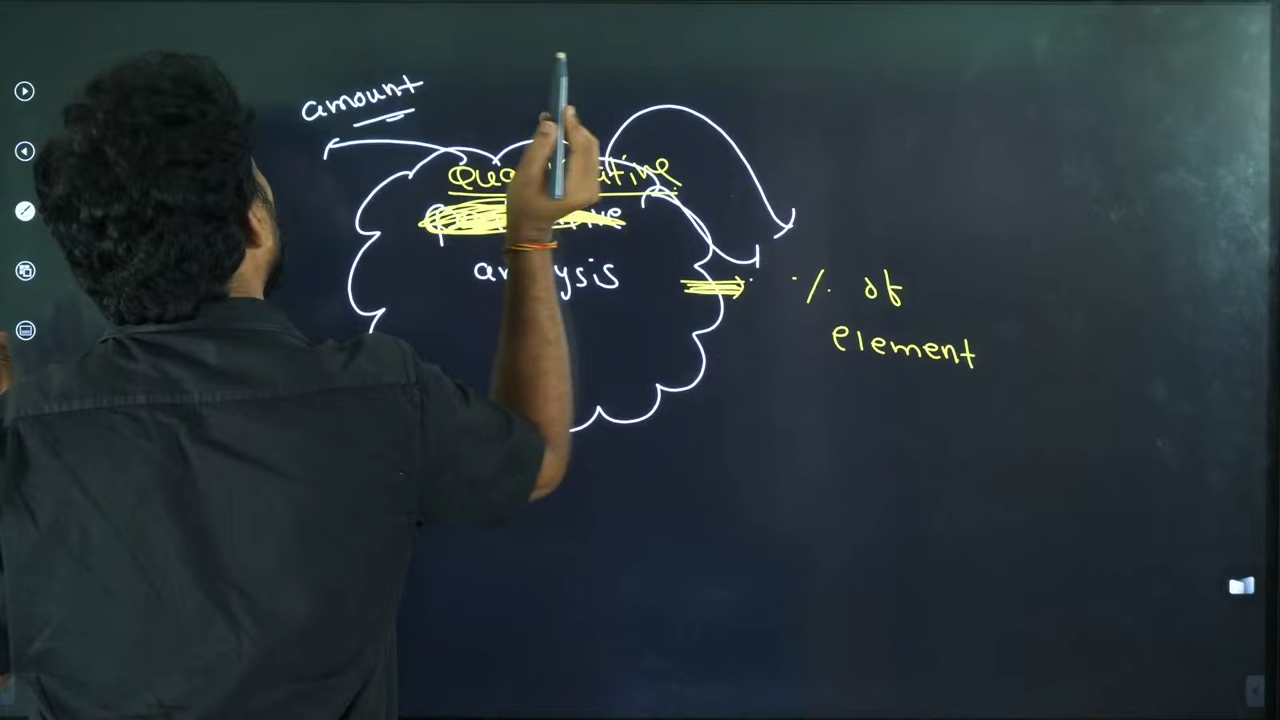 amount
analysis
·/· of
element